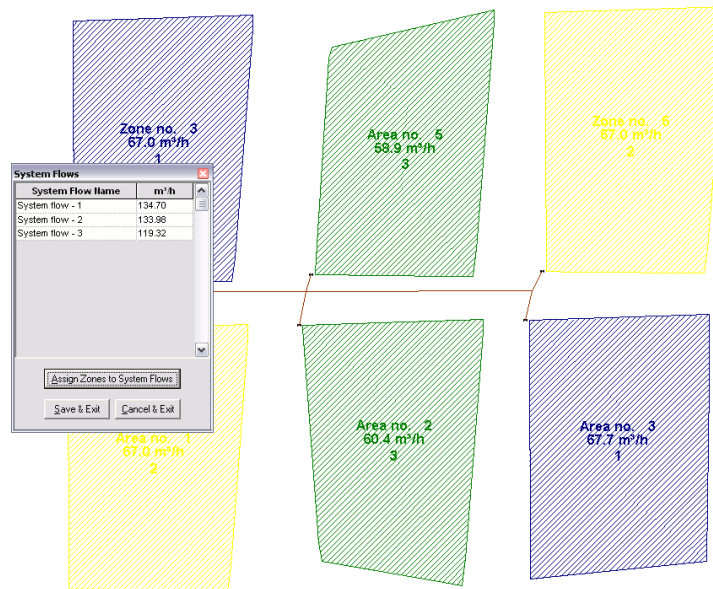 Zone no. 3
67.0 m³/h
1
Area no. 5
59.9 m³/h
3
Zone no. 6
67.0 m³/h
2
System Flows
System Flow Name m³/h
System flow - 1 134.70
System flow - 2 133.98
System flow - 3 119.32
Assign Zones to System Flows
Save & Exit Cancel & Exit
Area no. 1
67.0 m³/h
2
Area no. 2
60.4 m³/h
3
Area no. 3
67.7 m³/h
1